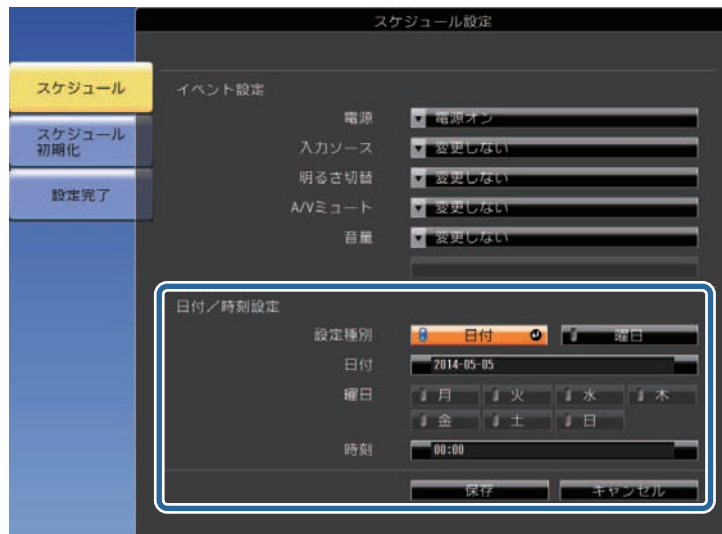 スケジュール設定
スケジュール
スケジュール
初期化
設定完了
イベント設定
電源 電源オン
入力ソース 変更しない
明るさ切替 変更しない
A/Vミュート 変更しない
音量 変更しない
日付/時刻設定
設定種別 日付 曜日
日付 2014-05-05
曜日 月 火 水 木
金 土 日
時刻 00:00
保存 キャンセル